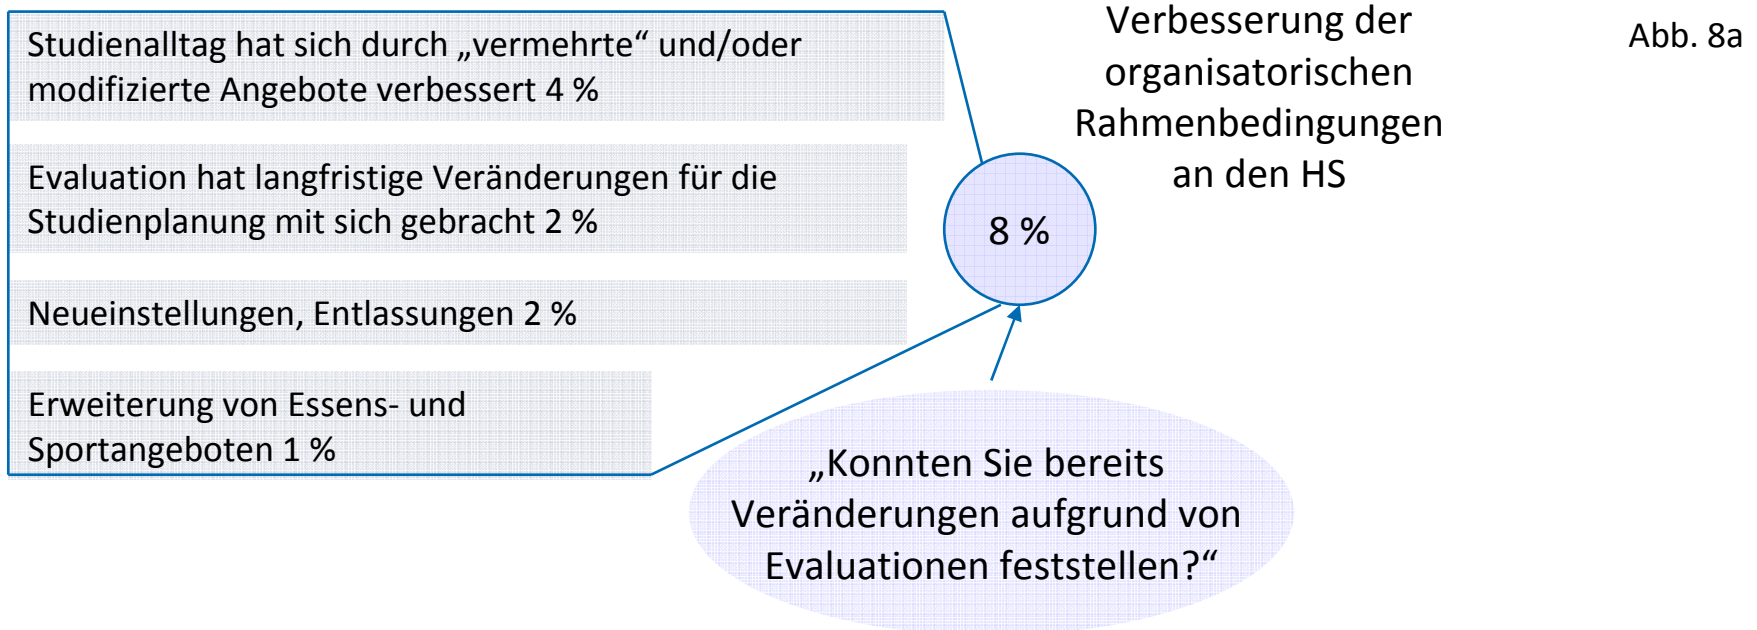 Studienalltag hat sich durch „vermehrte“ und/oder
modifizierte Angebote verbessert 4 %
Evaluation hat langfristige Veränderungen für die
Studienplanung mit sich gebracht 2 %
Neueinstellungen, Entlassungen 2 %
Erweiterung von Essens- und
Sportangeboten 1 %
8 %
Verbesserung der
organisatorischen
Rahmenbedingungen
an den HS
Abb. 8a
„Konnten Sie bereits
Veränderungen aufgrund von
Evaluationen feststellen?“